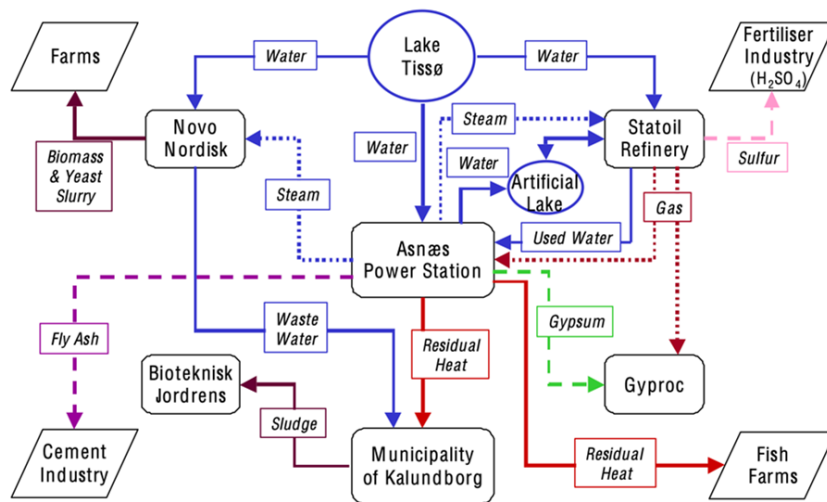 Farms
Water
Lake
Tissø
Water
Fertiliser
Industry
(H₂SO₄)
Novo
Nordisk
Steam
Statoil
Refinery
Biomass
& Yeast
Slurry
Water
Water
Sulfur
Steam
Artificial
Lake
Gas
Asnæs
Power Station
Used Water
Fly Ash
Waste
Water
Residual
Heat
Gypsum
Bioteknisk
Jordrens
Gyproc
Sludge
Cement
Industry
Municipality
of Kalundborg
Residual
Heat
Fish
Farms